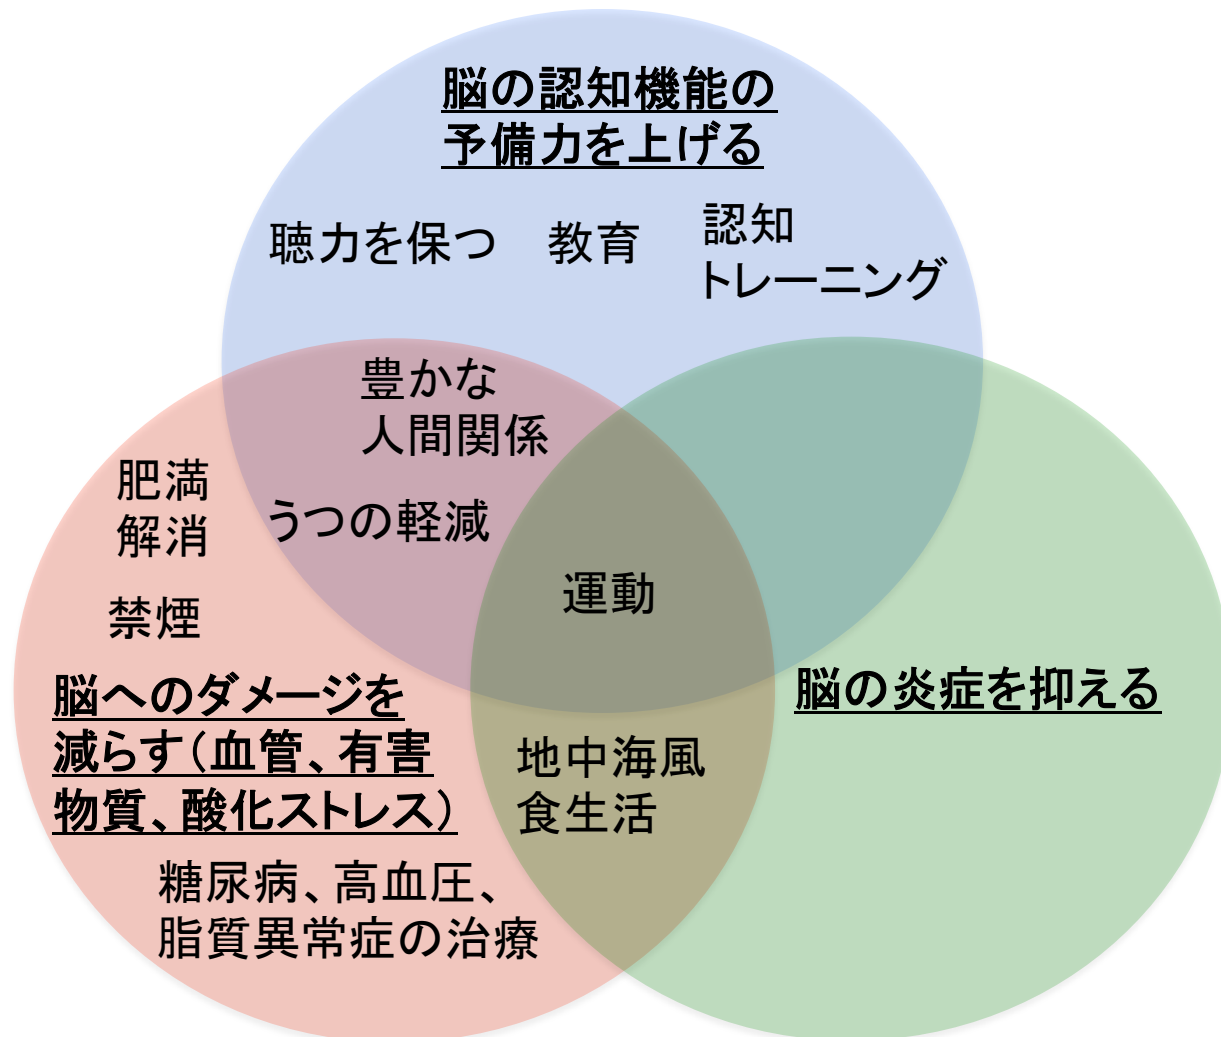 脳の認知機能の
予備力を上げる
聴力を保つ
教育
認知
トレーニング
豊かな
人間関係
うつの軽減
肥満
解消
禁煙
運動
脳へのダメージを
減らす(血管、有害
物質、酸化ストレス)
脳の炎症を抑える
地中海風
食生活
糖尿病、高血圧、
脂質異常症の治療